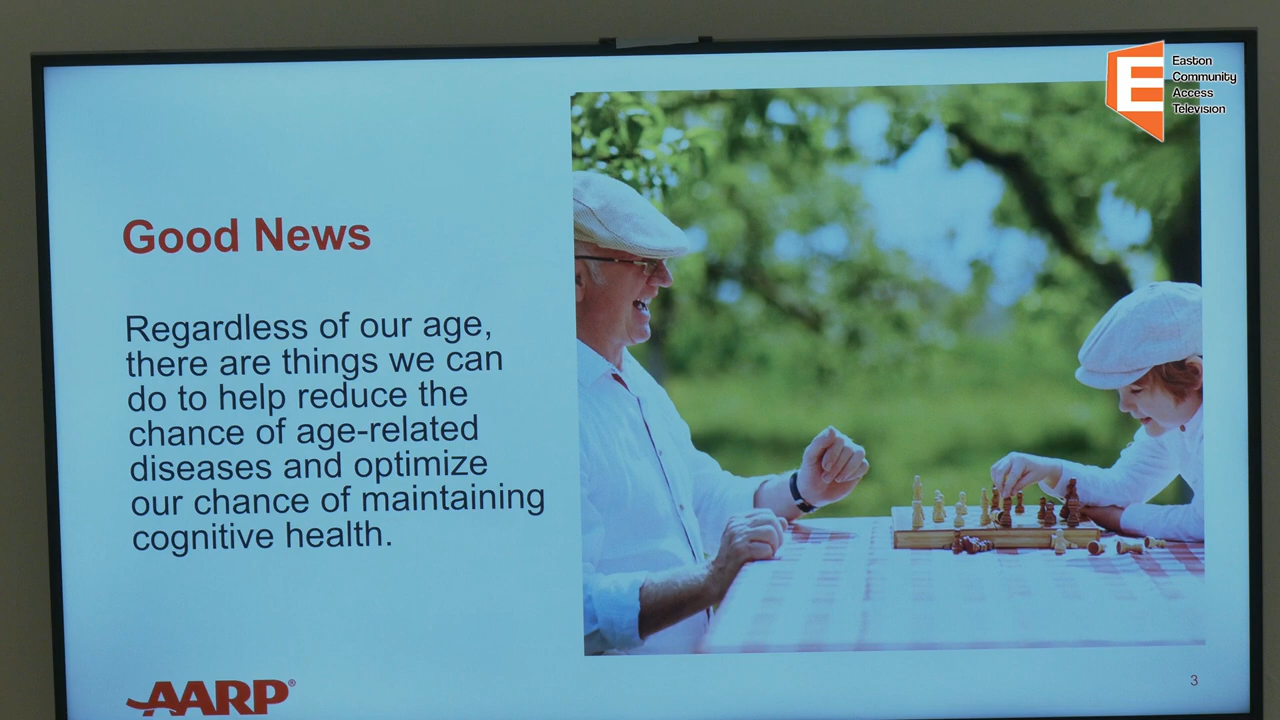 Easton
Community
Access
Television
E
Good News
Regardless of our age,
there are things we can
do to help reduce the
chance of age-related
diseases and optimize
our chance of maintaining
cognitive health.
AARP®
3